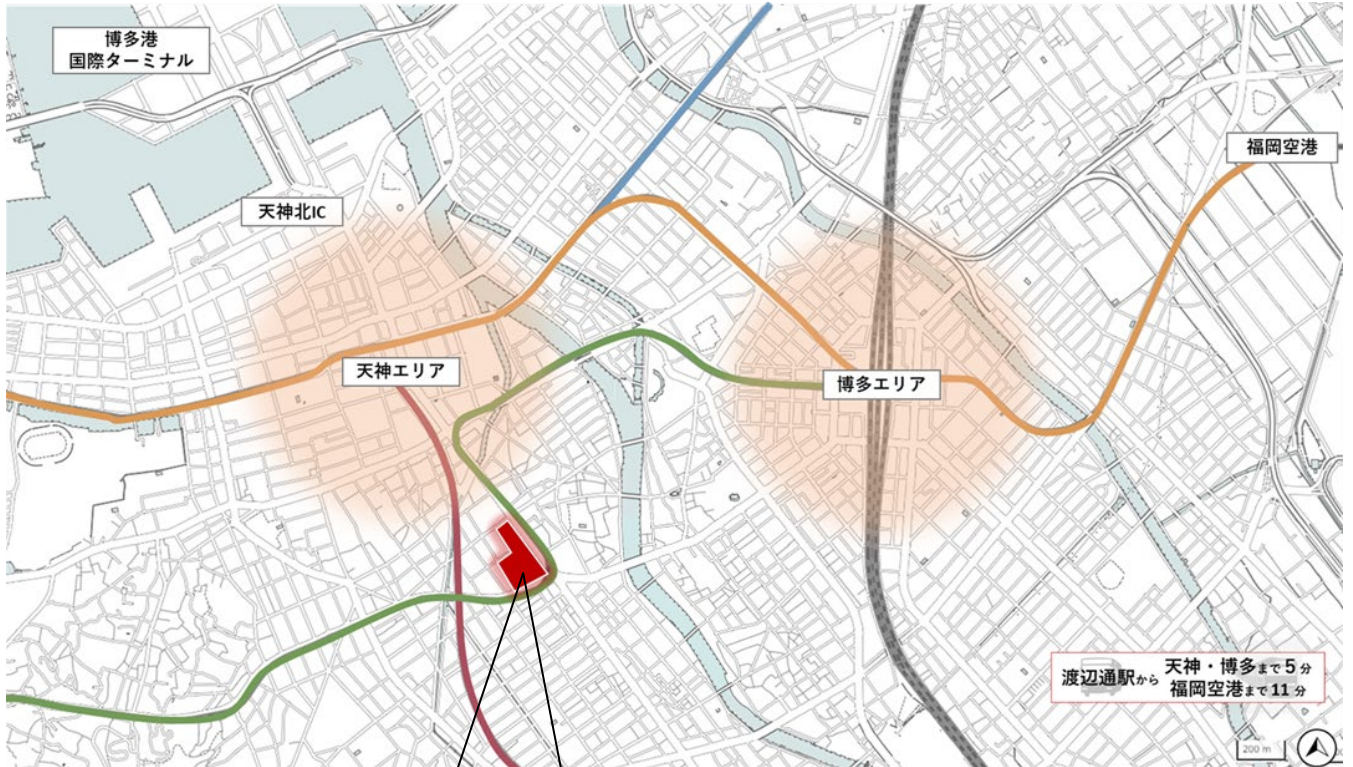 博多港
国際ターミナル
福岡空港
天神北IC
天神エリア
博多エリア
渡辺通駅から 天神・博多まで5分
福岡空港まで11分
200 m